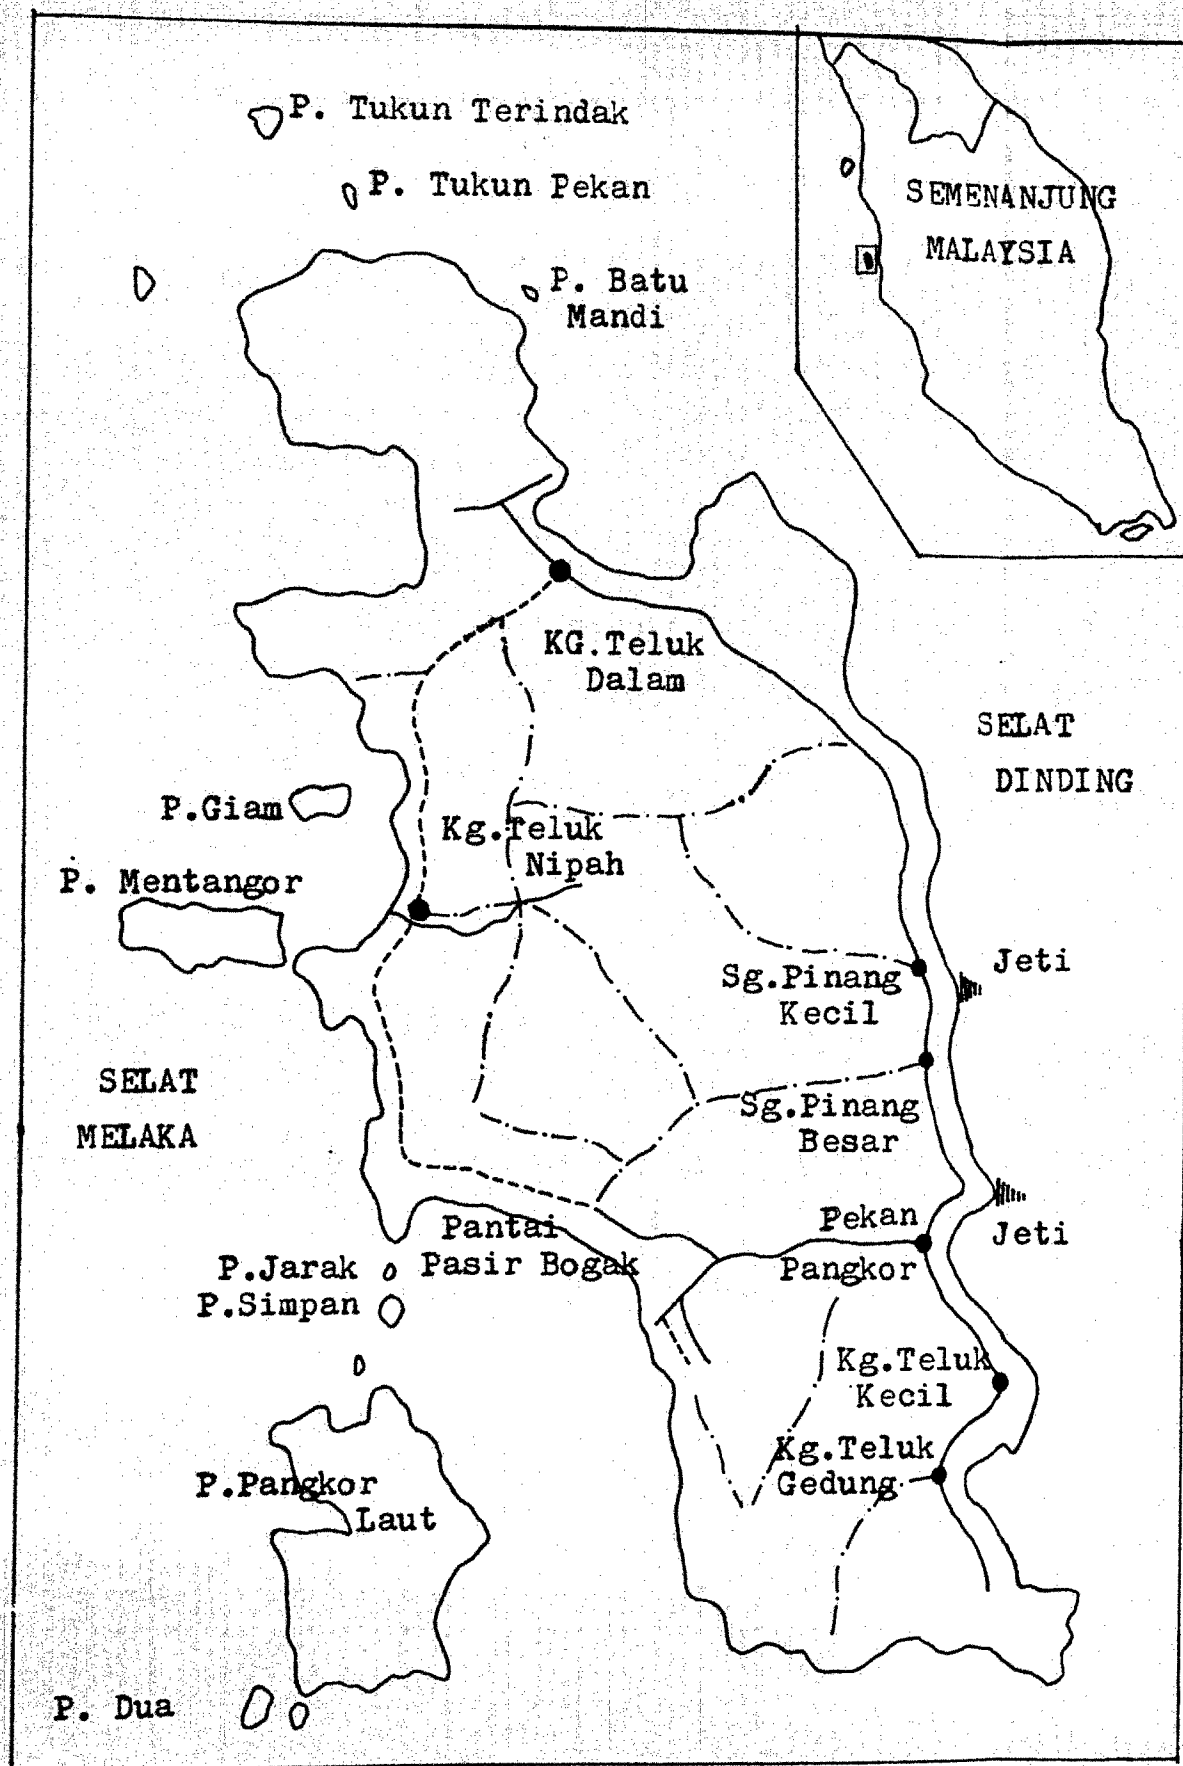 P. Tukun Terindak
P. Tukun Pekan
SEMENANJUNG
MALAYSIA
P. Batu
Mandi
KG.Teluk
Dalam
SELAT
DINDING
P.Giam
Kg.Teluk
Nipah
P. Mentangor
Jeti
Sg.Pinang
Kecil
SELAT
MELAKA
Sg.Pinang
Besar
Pekan
Pangkor
Jeti
Pantai
Pasir Bogak
P.Jarak
P.Simpan
Kg.Teluk
Kecil
Kg.Teluk
Gedung
P.Pangkor
Laut
P. Dua